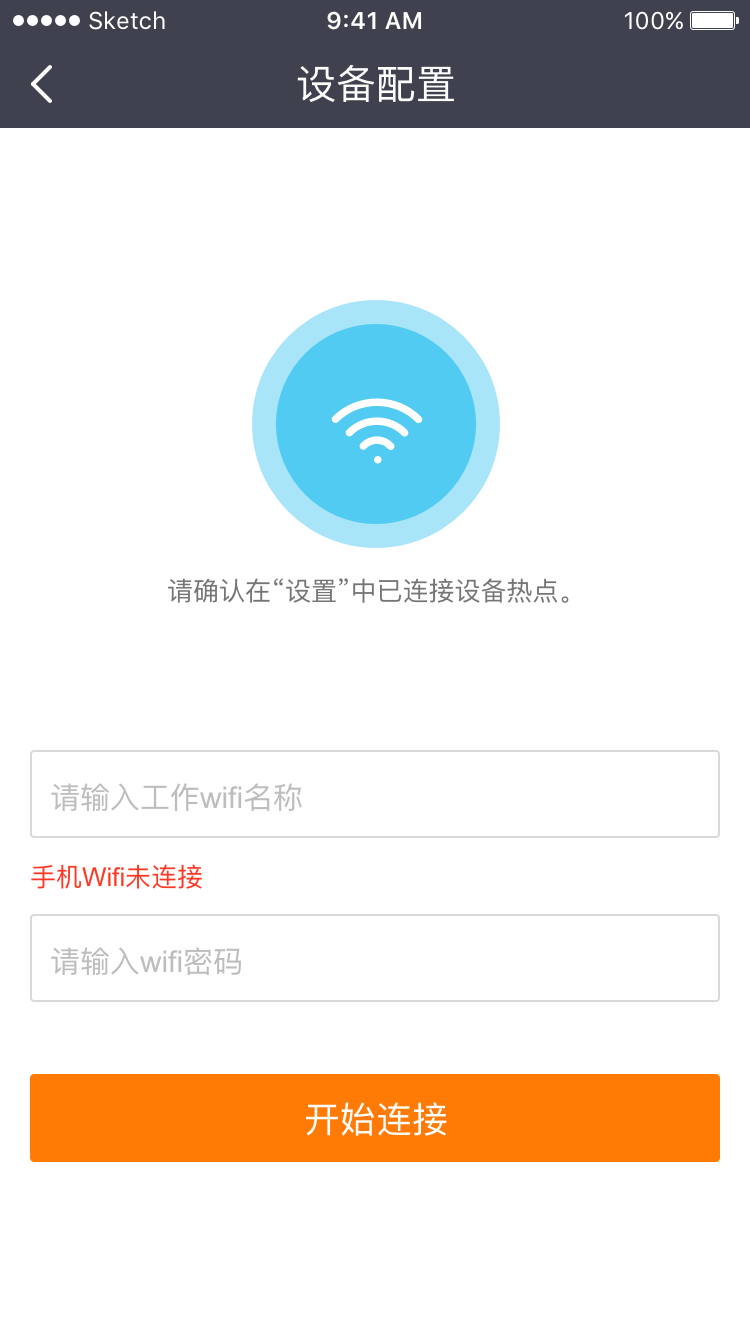 Sketch 9:41 AM 100%
设备配置
请确认在“设置”中已连接设备热点。
请输入工作wifi名称
手机Wifi未连接
请输入wifi密码
开始连接